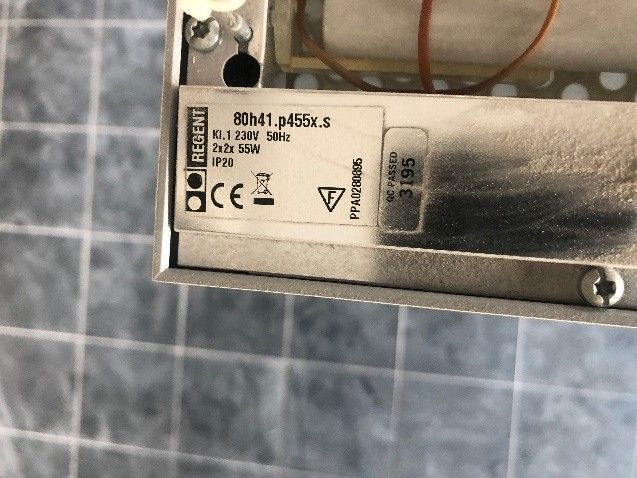 REGENT
80h41.p455x.s
Kl.1 230V 50Hz
2x2x 55W
IP20
CE
F
PPA0280895
QC PASSED
3195